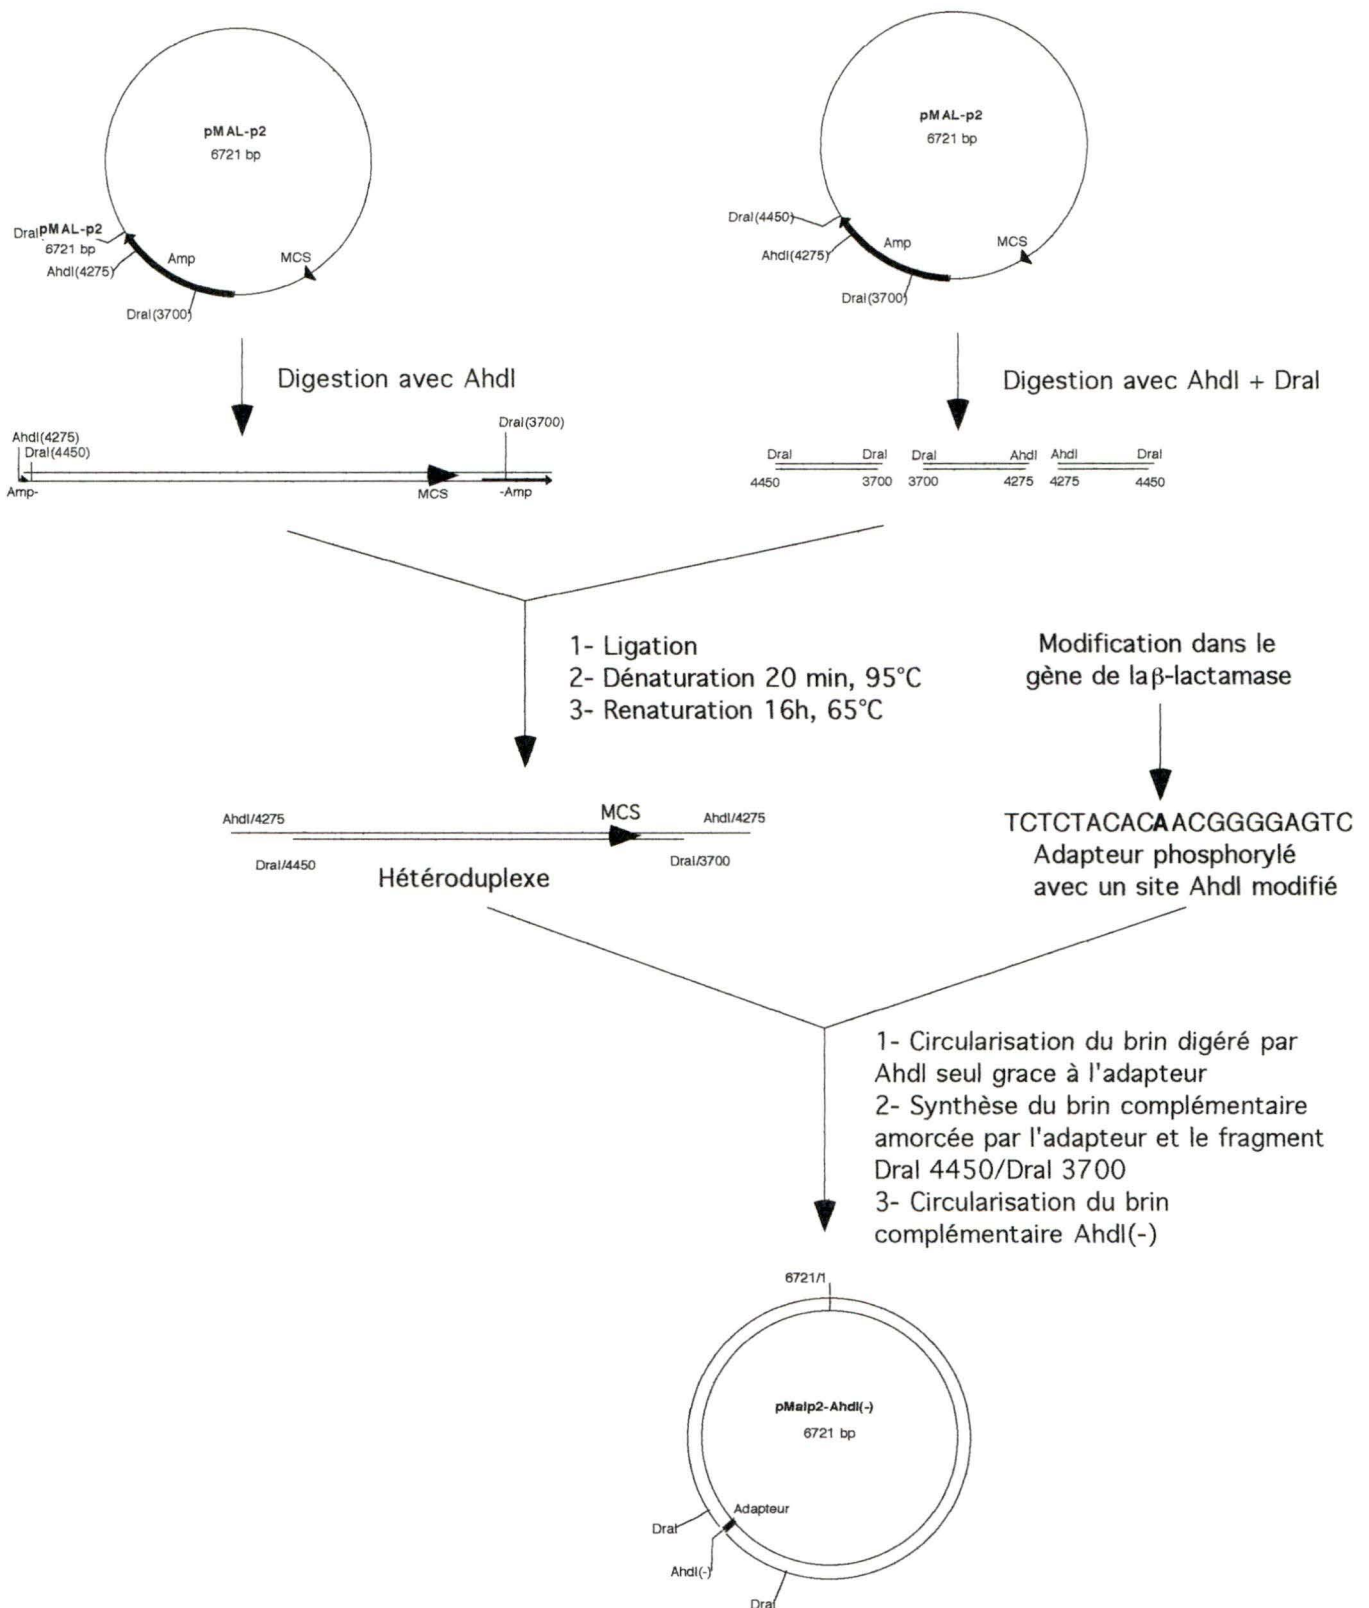 pMAL-p2
6721 bp
DraI pMAL-p2
6721 bp
AhdI(4275)
Amp
MCS
DraI(3700)
pMAL-p2
6721 bp
DraI(4450)
AhdI(4275)
Amp
MCS
DraI(3700)
Digestion avec AhdI
Digestion avec AhdI + DraI
AhdI(4275)
DraI(4450)
DraI(3700)
Amp-
MCS
-Amp
DraI DraI DraI AhdI AhdI DraI
4450 3700 3700 4275 4275 4450
1- Ligation
2- Dénaturation 20 min, 95°C
3- Renaturation 16h, 65°C
Modification dans le
gène de laβ-lactamase
AhdI/4275
MCS
AhdI/4275
DraI/4450
DraI/3700
Hétéroduplexe
TCTCTACACAACGGGGAGTC
Adapteur phosphorylé
avec un site AhdI modifié
1- Circularisation du brin digéré par
AhdI seul grace à l'adapteur
2- Synthèse du brin complémentaire
amorcée par l'adapteur et le fragment
DraI 4450/DraI 3700
3- Circularisation du brin
complémentaire AhdI(-)
6721/1
pMalp2-AhdI(-)
6721 bp
Adapteur
DraI
AhdI(-)
DraI